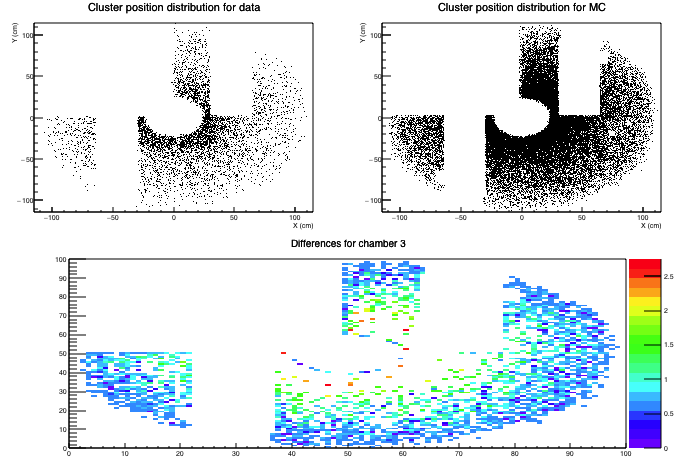 Cluster position distribution for data
Y (cm)
100
50
0
−50
−100
−100 −50 0 50 100
X (cm)
Cluster position distribution for MC
Y (cm)
100
50
0
−50
−100
−100 −50 0 50 100
X (cm)
Differences for chamber 3
100
90
80
70
60
50
40
30
20
10
0
0 10 20 30 40 50 60 70 80 90 100
2.5
2
1.5
1
0.5
0